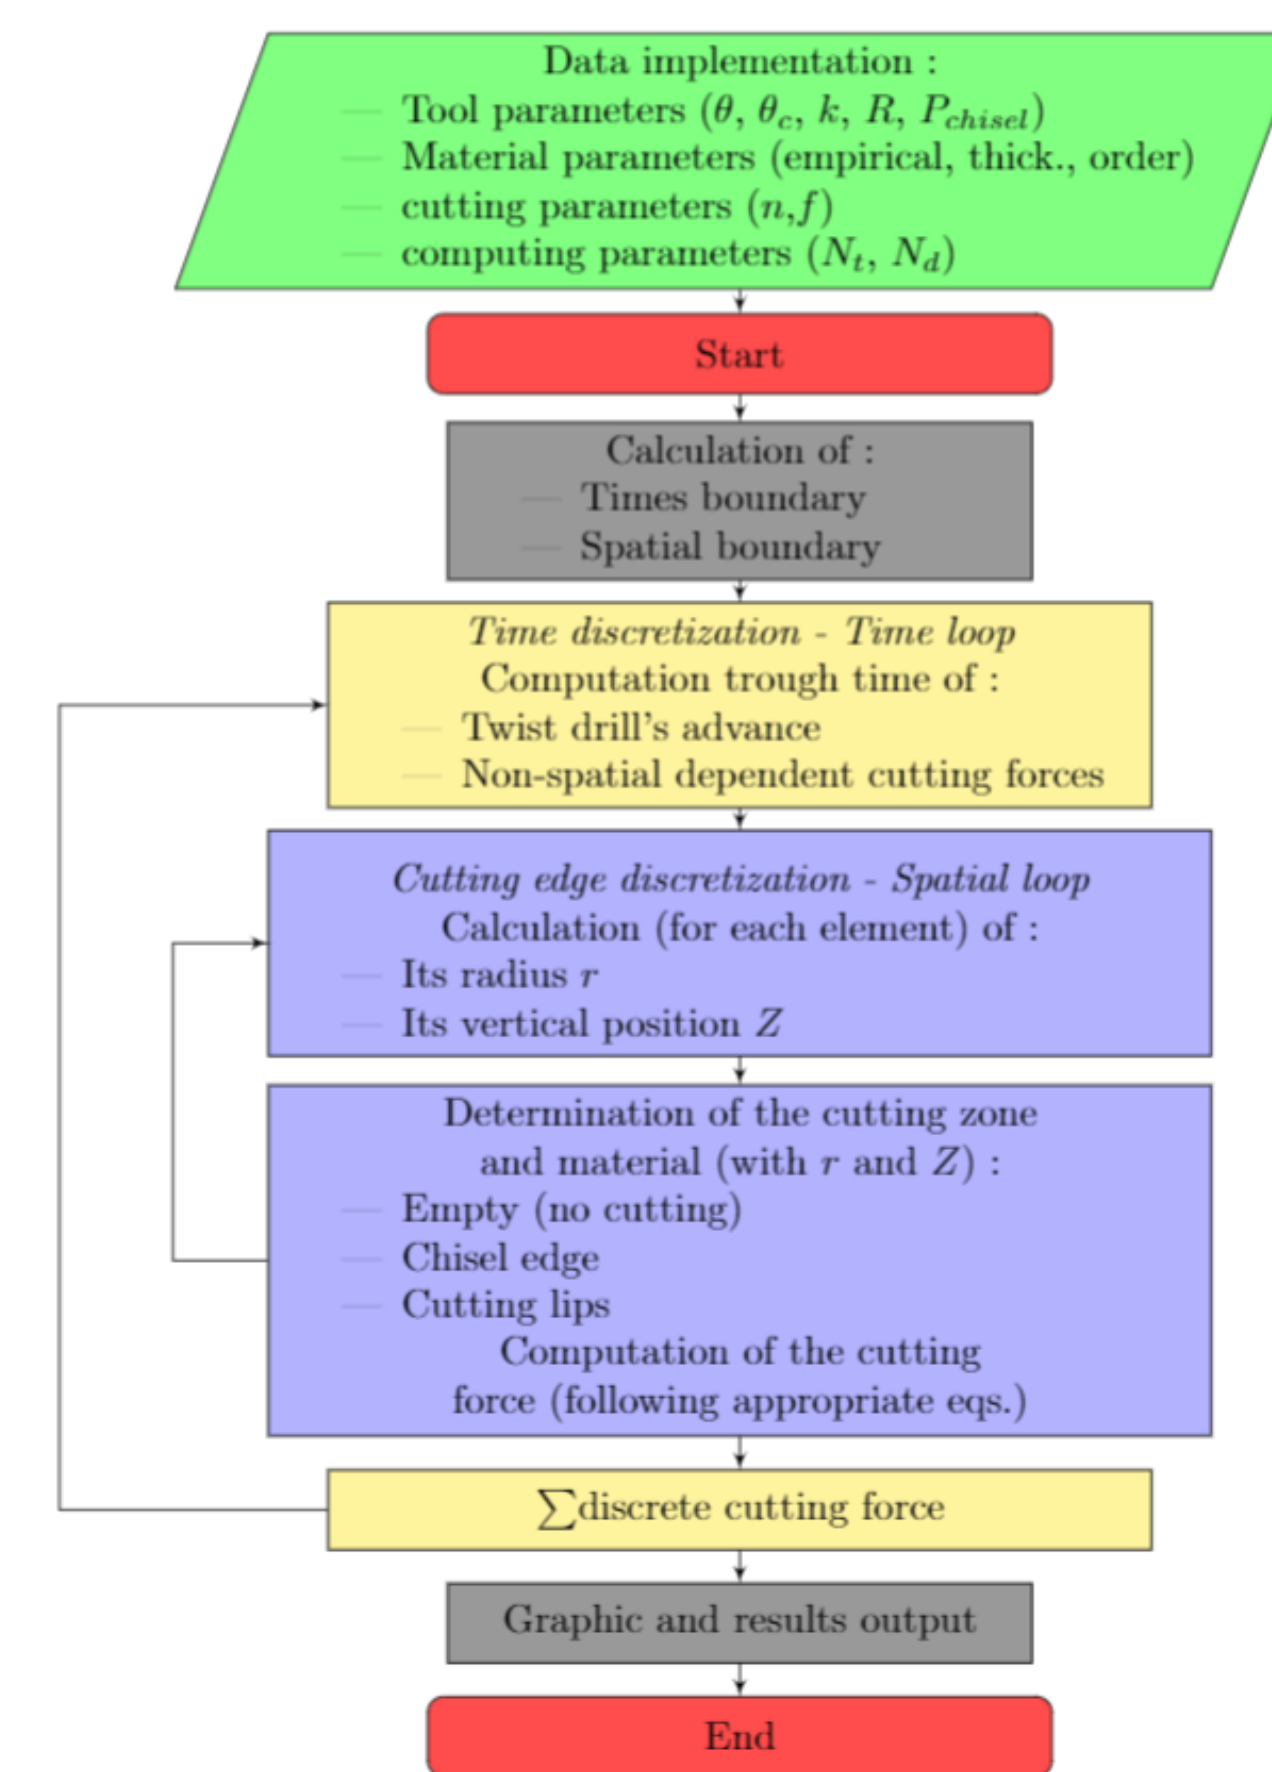 Data implementation :
— Tool parameters (θ, θc, k, R, Pchisel)
— Material parameters (empirical, thick., order)
— cutting parameters (n,f)
— computing parameters (Nt, Nd)
Start
Calculation of :
— Times boundary
— Spatial boundary
Time discretization - Time loop
Computation trough time of :
— Twist drill's advance
— Non-spatial dependent cutting forces
Cutting edge discretization - Spatial loop
Calculation (for each element) of :
— Its radius r
— Its vertical position Z
Determination of the cutting zone
and material (with r and Z) :
— Empty (no cutting)
— Chisel edge
— Cutting lips
Computation of the cutting
force (following appropriate eqs.)
∑discrete cutting force
Graphic and results output
End